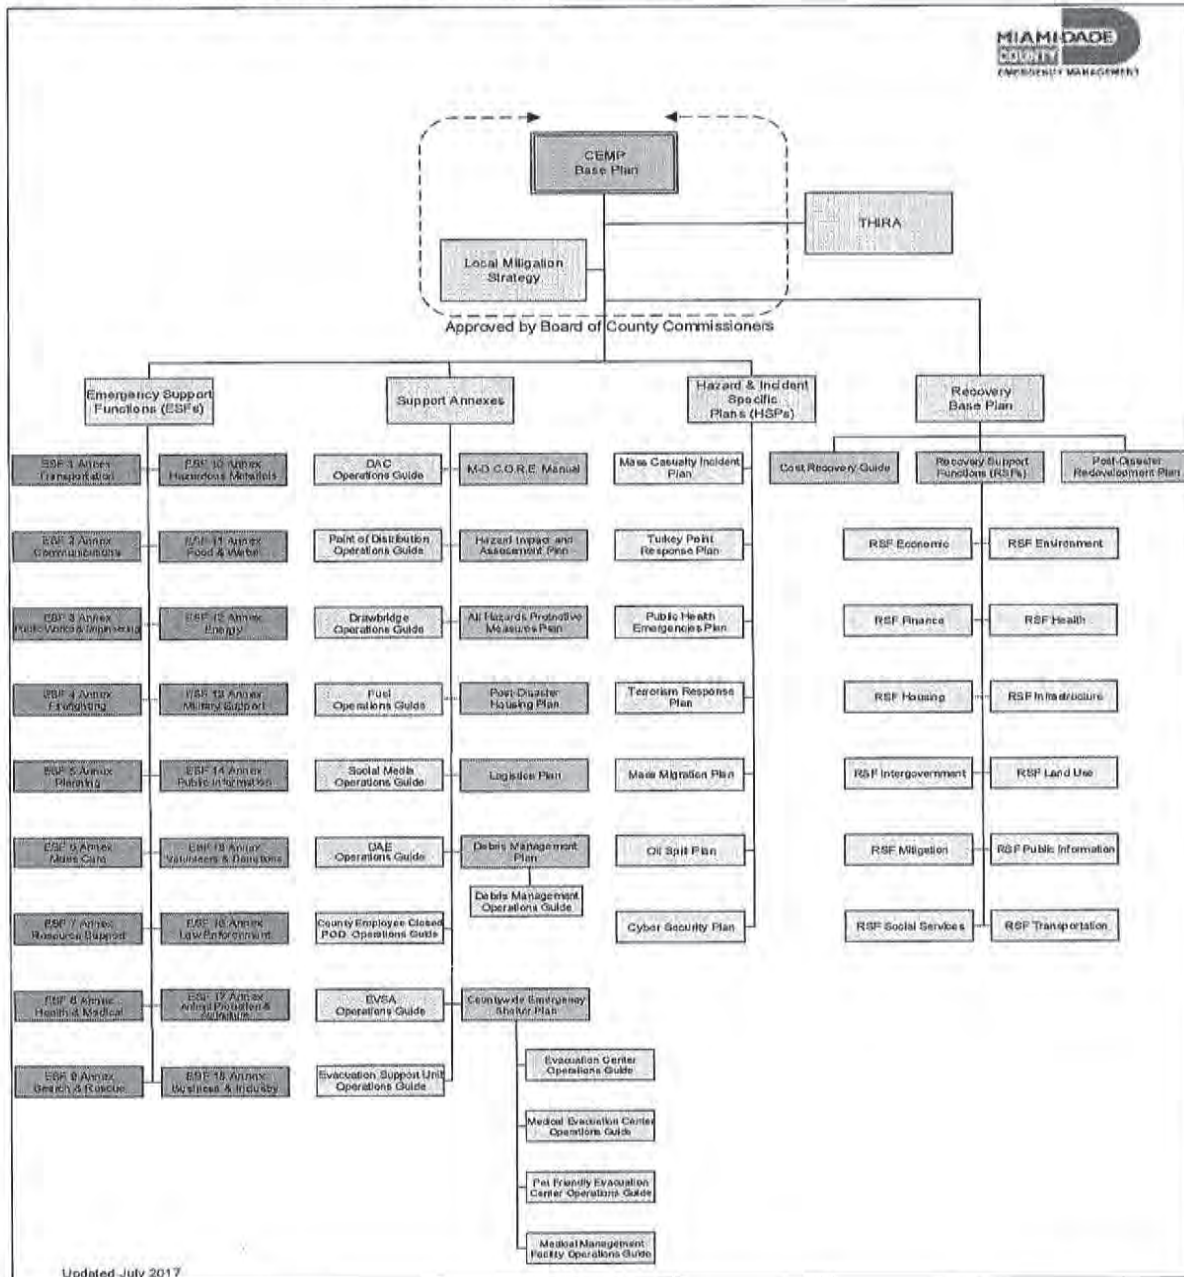 MIAMI-DADE
COUNTY
EMERGENCY MANAGEMENT
CEMP
Base Plan
THIRA
Local Mitigation
Strategy
Approved by Board of County Commissioners
Emergency Support
Functions (ESFs)
Support Annexes
Hazard & Incident
Specific
Plans (HSPs)
Recovery
Base Plan
ESF 1 Annex
Transportation
ESF 10 Annex
Hazardous Materials
DAC
Operations Guide
M-D C.O.R.E. Manual
Mass Casualty Incident
Plan
Cost Recovery Guide
Recovery Support
Functions (RSFs)
Post-Disaster
Redevelopment Plan
ESF 2 Annex
Communications
ESF 11 Annex
Food & Water
Point of Distribution
Operations Guide
Hazard Impact and
Assessment Plan
Turkey Point
Response Plan
RSF Economic
RSF Environment
ESF 3 Annex
Public Works & Engineering
ESF 12 Annex
Energy
Drawbridge
Operations Guide
All Hazards Protective
Measures Plan
Public Health
Emergencies Plan
RSF Finance
RSF Health
ESF 4 Annex
Firefighting
ESF 13 Annex
Military Support
Fuel
Operations Guide
Post-Disaster
Housing Plan
Terrorism Response
Plan
RSF Housing
RSF Infrastructure
ESF 5 Annex
Planning
ESF 14 Annex
Public Information
Social Media
Operations Guide
Logistics Plan
Mass Migration Plan
RSF Intergovernment
RSF Land Use
ESF 6 Annex
Mass Care
ESF 15 Annex
Volunteers & Donations
DAE
Operations Guide
Debris Management
Plan
Debris Management
Operations Guide
Oil Spill Plan
RSF Mitigation
RSF Public Information
ESF 7 Annex
Resource Support
ESF 16 Annex
Law Enforcement
County Employee Closed
POD Operations Guide
Cyber Security Plan
RSF Social Services
RSF Transportation
ESF 8 Annex
Health & Medical
ESF 17 Annex
Animal Protection &
Agriculture
EVSA
Operations Guide
Countywide Emergency
Shelter Plan
ESF 9 Annex
Search & Rescue
ESF 18 Annex
Business & Industry
Evacuation Support Unit
Operations Guide
Evacuation Center
Operations Guide
Medical Evacuation Center
Operations Guide
Pet Friendly Evacuation
Center Operations Guide
Medical Management
Facility Operations Guide
Updated July 2017